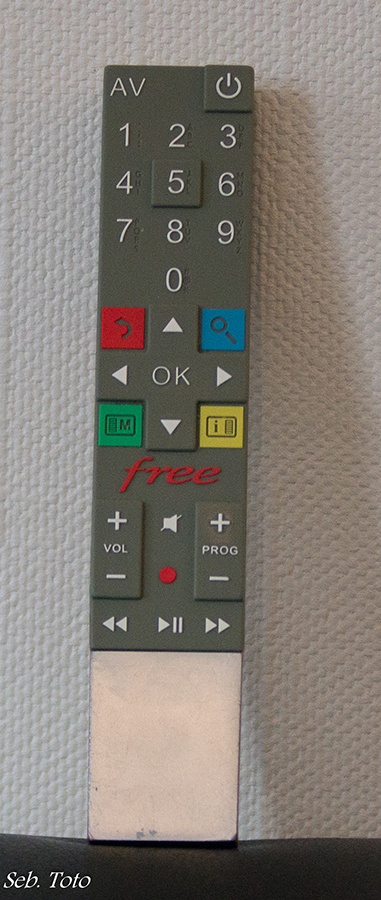 AV
1 2 3
4 5 6
7 8 9
0
OK
M i
free
+ +
VOL PROG
- -
Seb. Toto